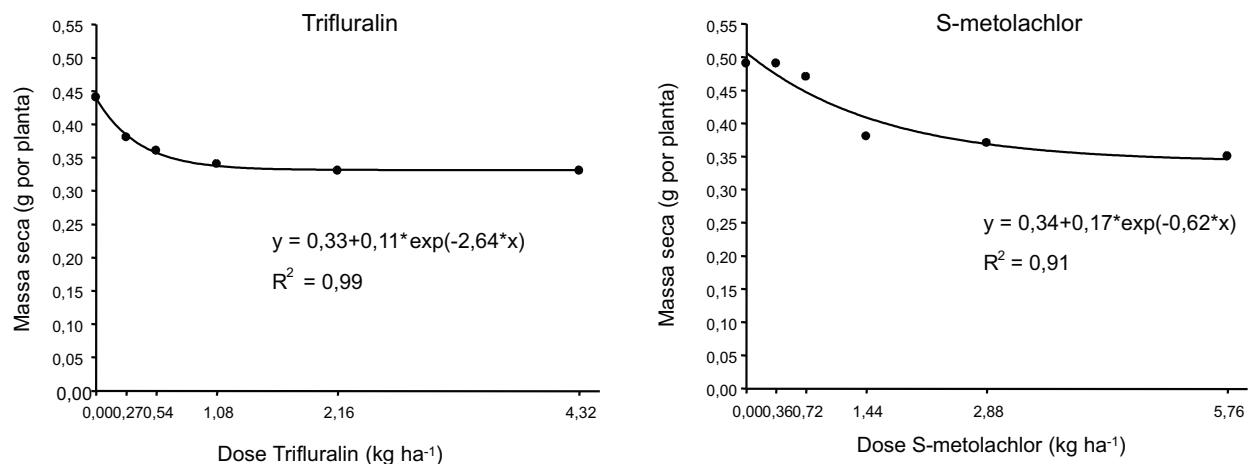 Trifluralin
Massa seca (g por planta)
0,55
0,50
0,45
0,40
0,35
0,30
0,25
0,20
0,15
0,10
0,05
0,00
y = 0,33+0,11*exp(-2,64*x)
R² = 0,99
0,000,270,54 1,08 2,16 4,32
Dose Trifluralin (kg ha⁻¹)
S-metolachlor
Massa seca (g por planta)
0,55
0,50
0,45
0,40
0,35
0,30
0,25
0,20
0,15
0,10
0,05
0,00
y = 0,34+0,17*exp(-0,62*x)
R² = 0,91
0,000,360,72 1,44 2,88 5,76
Dose S-metolachlor (kg ha⁻¹)